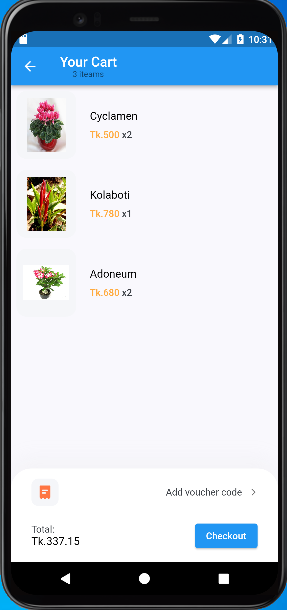 10:31
Your Cart
3 items
Cyclamen
Tk.500 x2
Kolaboti
Tk.780 x1
Adoneum
Tk.680 x2
Add voucher code
Total:
Tk.337.15
Checkout